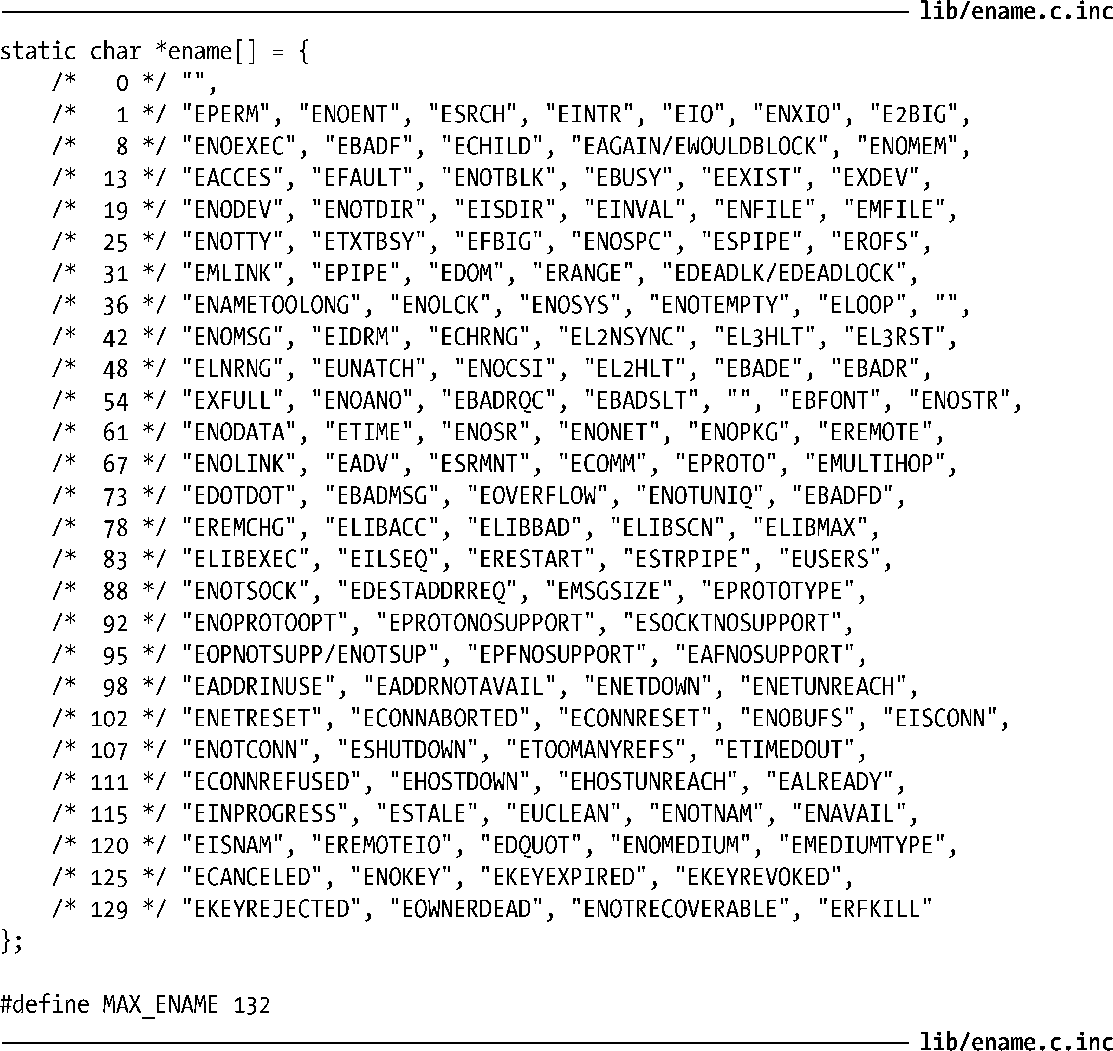 lib/ename.c.inc
static char *ename[] = {
    /*   0 */ "",
    /*   1 */ "EPERM", "ENOENT", "ESRCH", "EINTR", "EIO", "ENXIO", "E2BIG",
    /*   8 */ "ENOEXEC", "EBADF", "ECHILD", "EAGAIN/EWOULDBLOCK", "ENOMEM",
    /*  13 */ "EACCES", "EFAULT", "ENOTBLK", "EBUSY", "EEXIST", "EXDEV",
    /*  19 */ "ENODEV", "ENOTDIR", "EISDIR", "EINVAL", "ENFILE", "EMFILE",
    /*  25 */ "ENOTTY", "ETXTBSY", "EFBIG", "ENOSPC", "ESPIPE", "EROFS",
    /*  31 */ "EMLINK", "EPIPE", "EDOM", "ERANGE", "EDEADLK/EDEADLOCK",
    /*  36 */ "ENAMETOOLONG", "ENOLCK", "ENOSYS", "ENOTEMPTY", "ELOOP", "",
    /*  42 */ "ENOMSG", "EIDRM", "ECHRNG", "EL2NSYNC", "EL3HLT", "EL3RST",
    /*  48 */ "ELNRNG", "EUNATCH", "ENOCSI", "EL2HLT", "EBADE", "EBADR",
    /*  54 */ "EXFULL", "ENOANO", "EBADRQC", "EBADSLT", "", "EBFONT", "ENOSTR",
    /*  61 */ "ENODATA", "ETIME", "ENOSR", "ENONET", "ENOPKG", "EREMOTE",
    /*  67 */ "ENOLINK", "EADV", "ESRMNT", "ECOMM", "EPROTO", "EMULTIHOP",
    /*  73 */ "EDOTDOT", "EBADMSG", "EOVERFLOW", "ENOTUNIQ", "EBADFD",
    /*  78 */ "EREMCHG", "ELIBACC", "ELIBBAD", "ELIBSCN", "ELIBMAX",
    /*  83 */ "ELIBEXEC", "EILSEQ", "ERESTART", "ESTRPIPE", "EUSERS",
    /*  88 */ "ENOTSOCK", "EDESTADDRREQ", "EMSGSIZE", "EPROTOTYPE",
    /*  92 */ "ENOPROTOOPT", "EPROTONOSUPPORT", "ESOCKTNOSUPPORT",
    /*  95 */ "EOPNOTSUPP/ENOTSUP", "EPFNOSUPPORT", "EAFNOSUPPORT",
    /*  98 */ "EADDRINUSE", "EADDRNOTAVAIL", "ENETDOWN", "ENETUNREACH",
    /* 102 */ "ENETRESET", "ECONNABORTED", "ECONNRESET", "ENOBUFS", "EISCONN",
    /* 107 */ "ENOTCONN", "ESHUTDOWN", "ETOOMANYREFS", "ETIMEDOUT",
    /* 111 */ "ECONNREFUSED", "EHOSTDOWN", "EHOSTUNREACH", "EALREADY",
    /* 115 */ "EINPROGRESS", "ESTALE", "EUCLEAN", "ENOTNAM", "ENAVAIL",
    /* 120 */ "EISNAM", "EREMOTEIO", "EDQUOT", "ENOMEDIUM", "EMEDIUMTYPE",
    /* 125 */ "ECANCELED", "ENOKEY", "EKEYEXPIRED", "EKEYREVOKED",
    /* 129 */ "EKEYREJECTED", "EOWNERDEAD", "ENOTRECOVERABLE", "ERFKILL"
};
#define MAX_ENAME 132
lib/ename.c.inc